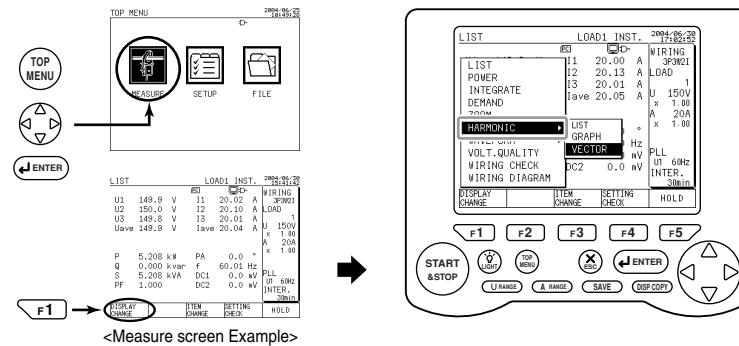 TOP MENU
2004/06/25
10:49:28
MEASURE
SETUP
FILE
TOP
MENU
ENTER
LIST
LOAD1 INST.
2004/06/30
15:41:42
PC
U1 149.9 V I1 20.02 A
U2 150.0 V I2 20.10 A
U3 149.8 V I3 20.01 A
Uave 149.9 V Iave 20.04 A
P 5.208 kW PA 0.0 °
Q 0.000 kvar f 60.01 Hz
S 5.208 kVA DC1 0.0 mV
PF 1.000 DC2 0.0 mV
WIRING
3P3W2I
LOAD
1
U 150V
x 1.00
A 20A
x 1.00
PLL
U1 60Hz
INTER.
30min
DISPLAY
CHANGE
ITEM
CHANGE
SETTING
CHECK
HOLD
F1
<Measure screen Example>
LIST
LOAD1 INST.
2004/06/30
17:02:52
PC
LIST
POWER
INTEGRATE
DEMAND
ZOOM
HARMONIC
WAVEFORM
VOLT.QUALITY
WIRING CHECK
WIRING DIAGRAM
LIST
GRAPH
VECTOR
I1 20.00 A
I2 20.13 A
I3 20.01 A
Iave 20.05 A
°
Hz
mV
DC2 0.0 mV
WIRING
3P3W2I
LOAD
1
U 150V
x 1.00
A 20A
x 1.00
PLL
U1 60Hz
INTER.
30min
DISPLAY
CHANGE
ITEM
CHANGE
SETTING
CHECK
HOLD
F1
F2
F3
F4
F5
START
&STOP
LIGHT
TOP
MENU
ESC
ENTER
U RANGE
A RANGE
SAVE
DISP COPY